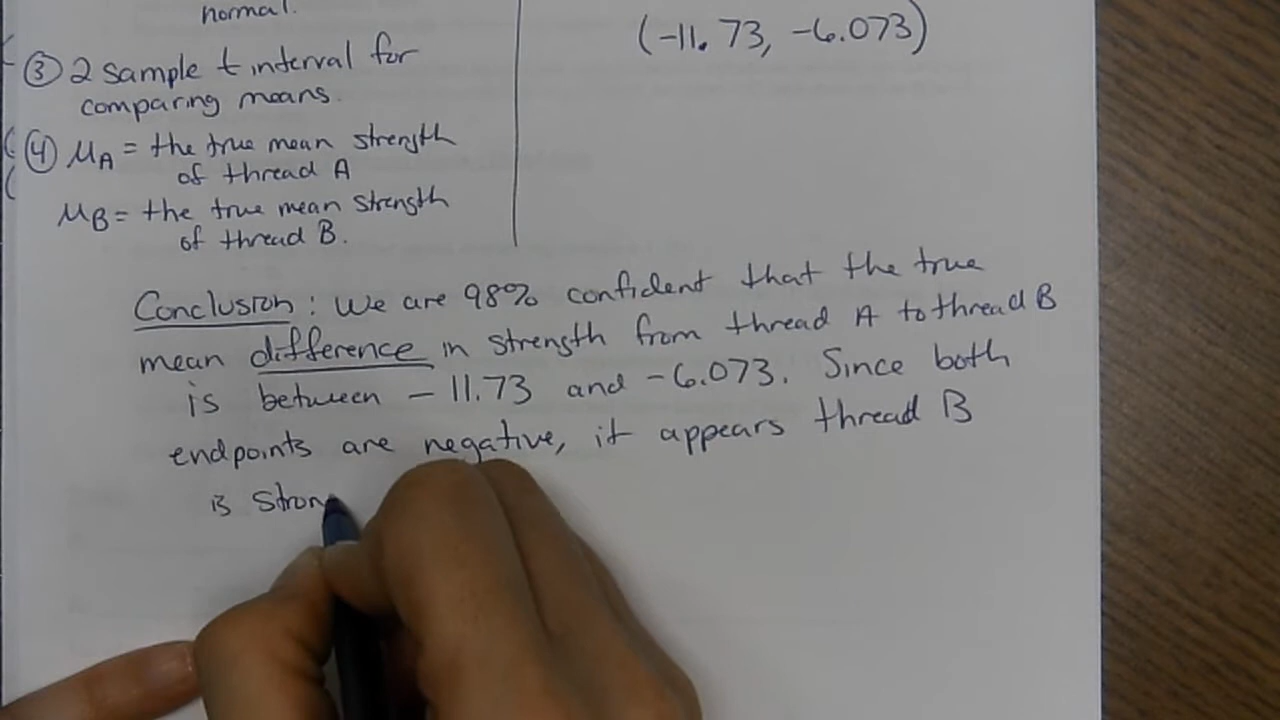 normal.
③ 2 sample t interval for
comparing means.
④ μA = the true mean strength
of thread A
μB = the true mean strength
of thread B.
(-11.73, -6.073)
Conclusion: We are 98% confident that the true
mean difference in strength from thread A to thread B
is between -11.73 and -6.073. Since both
endpoints are negative, it appears thread B
is stron